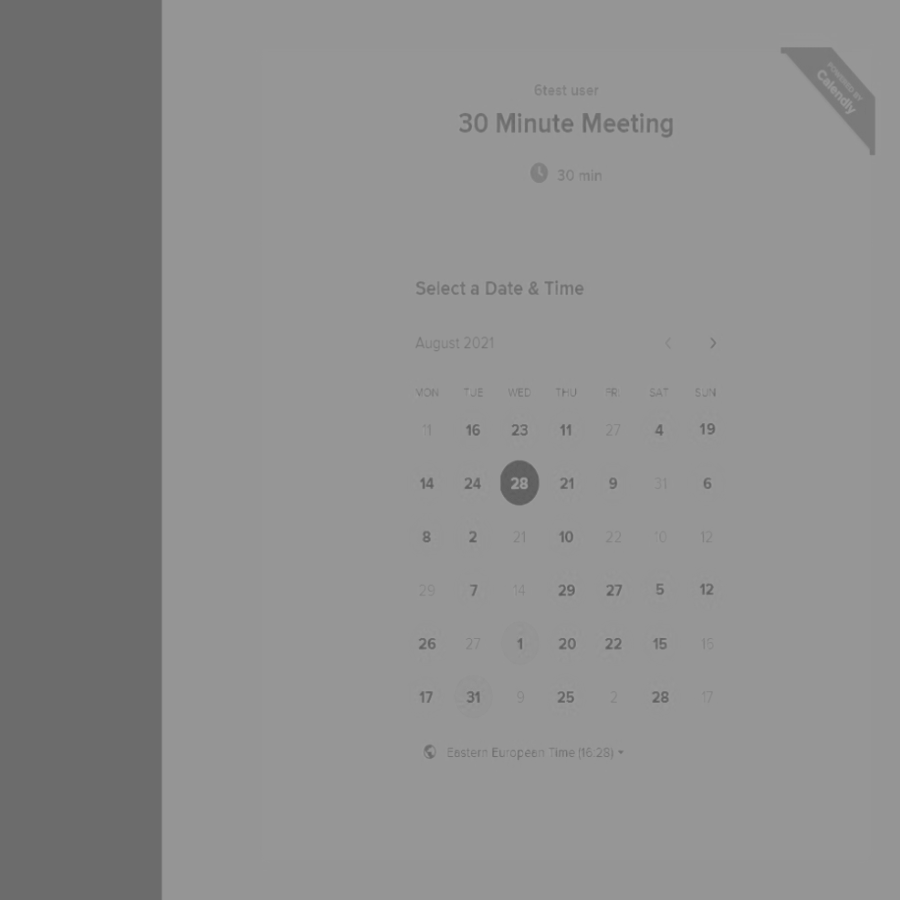 POWERED BY
Calendly
6test user
30 Minute Meeting
30 min
Select a Date & Time
August 2021
MON TUE WED THU FRI SAT SUN
11 16 23 11 27 4 19
14 24 28 21 9 31 6
8 2 21 10 22 10 12
29 7 14 29 27 5 12
26 27 1 20 22 15 15
17 31 9 25 2 28 17
Eastern European Time (16:28)